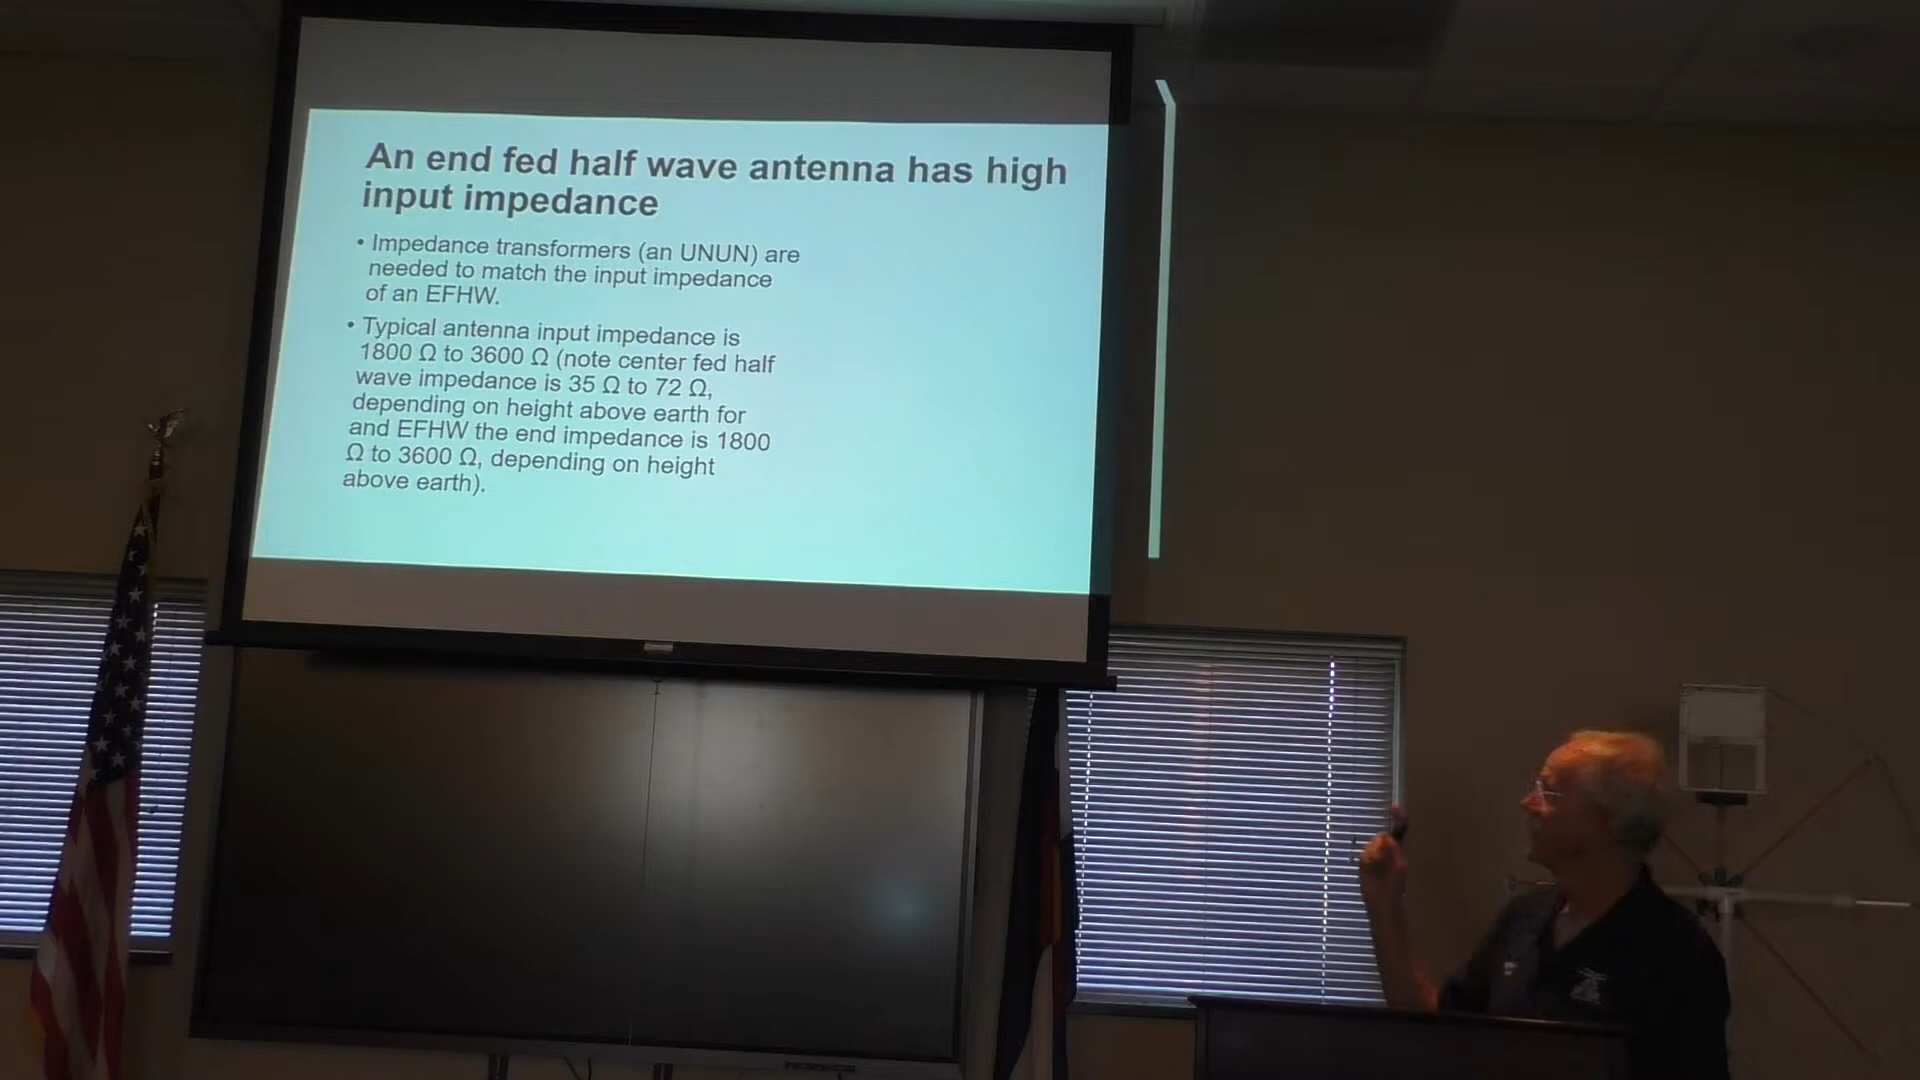 An end fed half wave antenna has high
input impedance
• Impedance transformers (an UNUN) are
needed to match the input impedance
of an EFHW.
• Typical antenna input impedance is
1800 Ω to 3600 Ω (note center fed half
wave impedance is 35 Ω to 72 Ω,
depending on height above earth for
and EFHW the end impedance is 1800
Ω to 3600 Ω, depending on height
above earth).